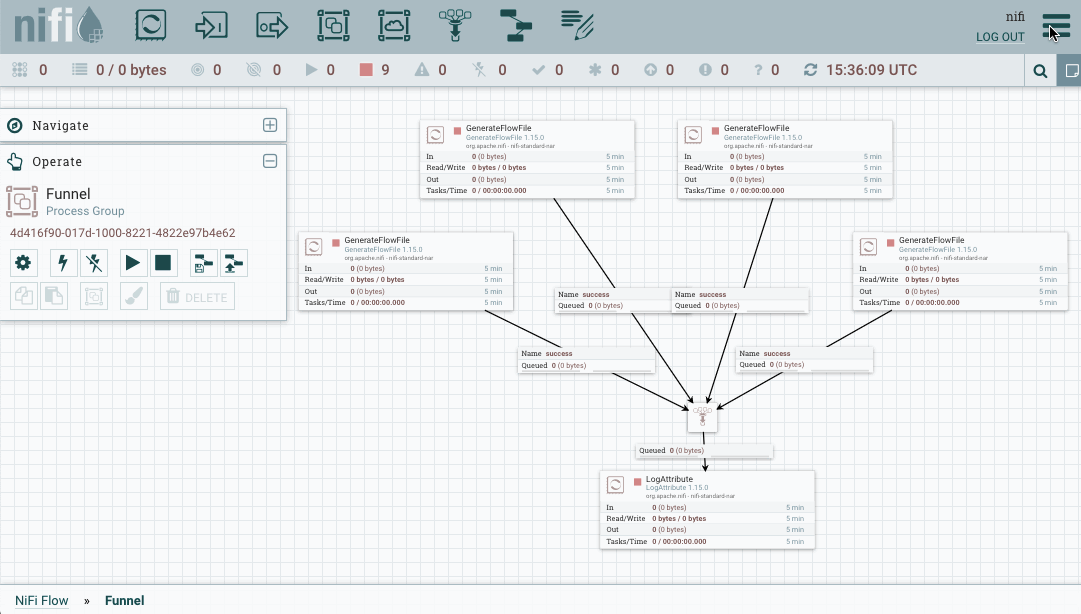 nifi
nifi
LOG OUT
0
0 / 0 bytes
0
0
0
9
0
0
0
0
0
0
0
15:36:09 UTC
Navigate
Operate
Funnel
Process Group
4d416f90-017d-1000-8221-4822e97b4e62
DELETE
GenerateFlowFile
GenerateFlowFile 1.15.0
org.apache.nifi - nifi-standard-nar
In 0 (0 bytes) 5 min
Read/Write 0 bytes / 0 bytes 5 min
Out 0 (0 bytes) 5 min
Tasks/Time 0 / 00:00:00.000 5 min
GenerateFlowFile
GenerateFlowFile 1.15.0
org.apache.nifi - nifi-standard-nar
In 0 (0 bytes) 5 min
Read/Write 0 bytes / 0 bytes 5 min
Out 0 (0 bytes) 5 min
Tasks/Time 0 / 00:00:00.000 5 min
GenerateFlowFile
GenerateFlowFile 1.15.0
org.apache.nifi - nifi-standard-nar
In 0 (0 bytes) 5 min
Read/Write 0 bytes / 0 bytes 5 min
Out 0 (0 bytes) 5 min
Tasks/Time 0 / 00:00:00.000 5 min
GenerateFlowFile
GenerateFlowFile 1.15.0
org.apache.nifi - nifi-standard-nar
In 0 (0 bytes) 5 min
Read/Write 0 bytes / 0 bytes 5 min
Out 0 (0 bytes) 5 min
Tasks/Time 0 / 00:00:00.000 5 min
Name success
Queued 0 (0 bytes)
Name success
Queued 0 (0 bytes)
Name success
Queued 0 (0 bytes)
Name success
Queued 0 (0 bytes)
Queued 0 (0 bytes)
LogAttribute
LogAttribute 1.15.0
org.apache.nifi - nifi-standard-nar
In 0 (0 bytes) 5 min
Read/Write 0 bytes / 0 bytes 5 min
Out 0 (0 bytes) 5 min
Tasks/Time 0 / 00:00:00.000 5 min
NiFi Flow » Funnel